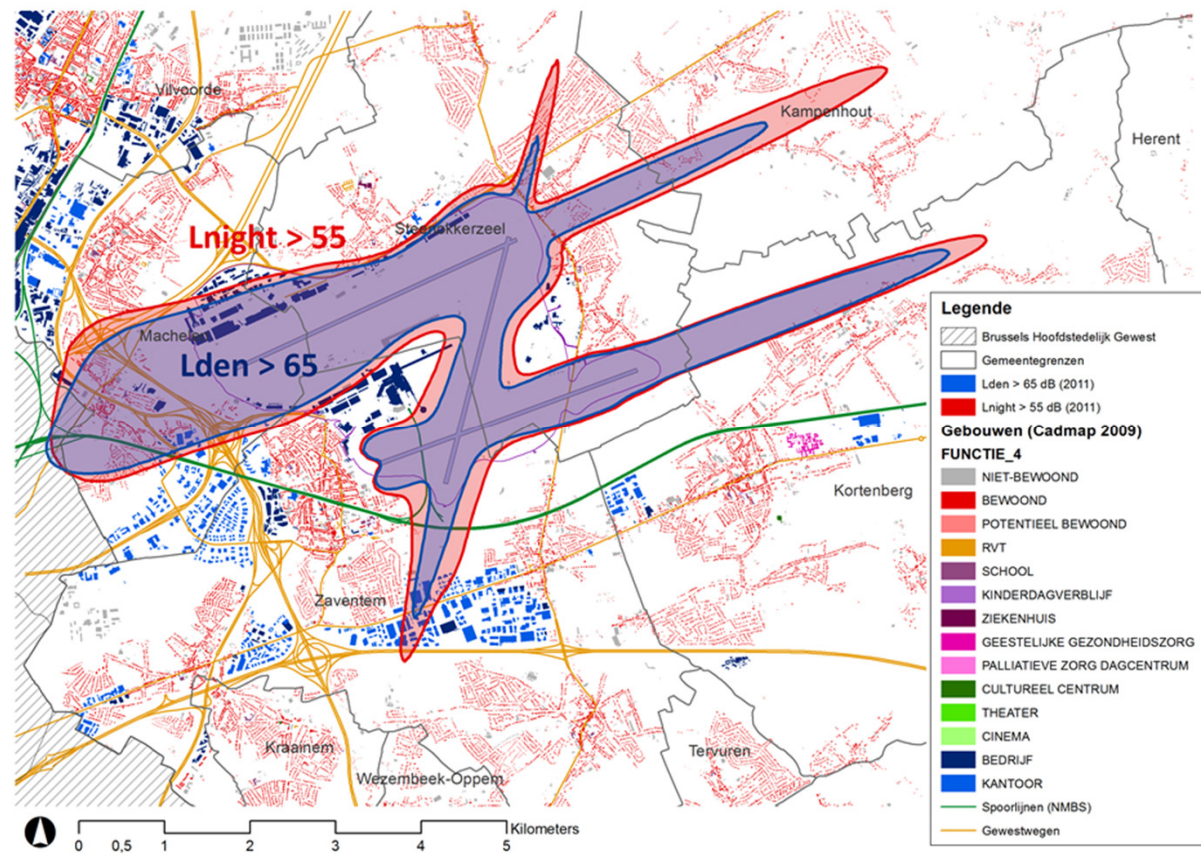 Vilvoorde
Kampenhout
Herent
Steenokkerzeel
Lnight > 55
Machelen
Lden > 65
Kortenberg
Zaventem
Kraainem
Wezembeek-Oppem
Tervuren
Legende
Brussels Hoofdstedelijk Gewest
Gemeentegrenzen
Lden > 65 dB (2011)
Lnight > 55 dB (2011)
Gebouwen (Cadmap 2009)
FUNCTIE_4
NIET-BEWOOND
BEWOOND
POTENTIEEL BEWOOND
RVT
SCHOOL
KINDERDAGVERBLIJF
ZIEKENHUIS
GEESTELIJKE GEZONDHEIDSZORG
PALLIATIEVE ZORG DAGCENTRUM
CULTUREEL CENTRUM
THEATER
CINEMA
BEDRIJF
KANTOOR
Spoorlijnen (NMBS)
Gewestwegen
Kilometers
0 0,5 1 2 3 4 5